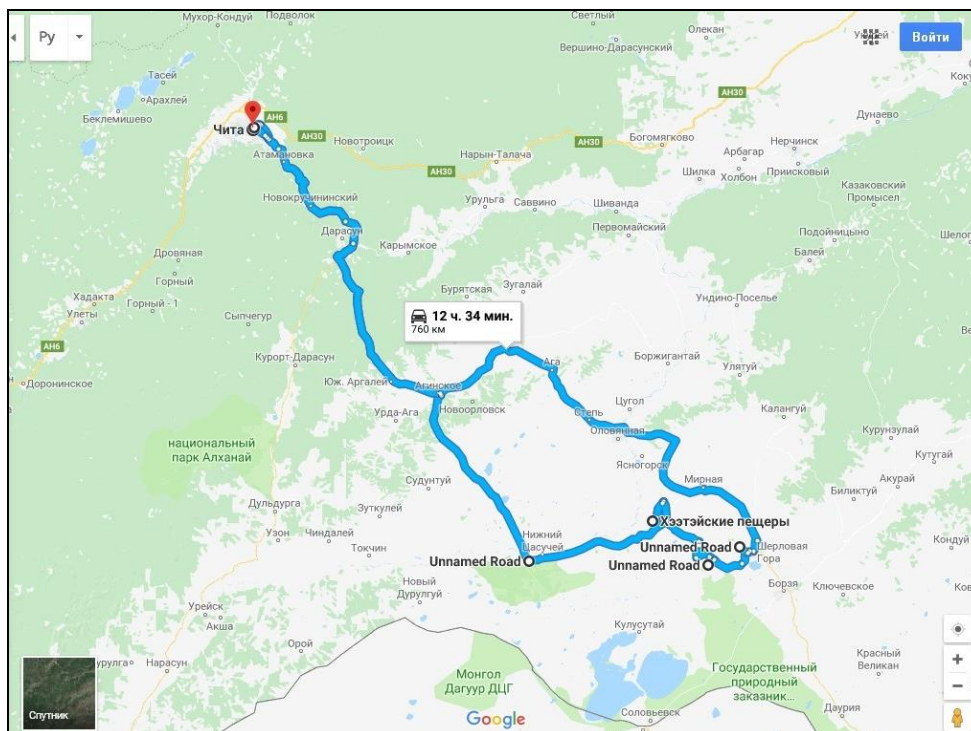 Ру
Войти
Мухор-Кондуй
Подволок
Светлый
Олекан
Вершино-Дарасунский
Тасей
Арахлей
Беклемишево
Чита
АН6
АН30
Атамановка
Новотроицк
АН30
АН30
Нарын-Талача
Богомягково
Нерчинск
Дунаево
Арбагар
Приисковый
Шилка
Холбон
Казаковский
Промысел
Новокручининский
Урульга
Саввино
Шиванда
Первомайский
Дарасун
Карымское
Подойницыно
Балей
Дровяная
Горный
Хадакта
Улеты
Горный - 1
Бурятская
Зугалай
Ундино-Поселье
Сыпчегур
12 ч. 34 мин.
760 км
АН6
Доронинское
Курорт-Дарасун
Боржигантай
Улятуй
Юж. Аргалей
Агинское
Ага
Урда-Ага
Новоорловск
Цугол
Степь
Оловянная
Калангуй
Курунзулай
национальный
парк Алханай
Ясногорск
Кутугай
Судунтуй
Мирная
Биликтуй
Акурай
Дульдурга
Зуткулей
Узон
Чиндалей
Токчин
Нижний
Цасучей
Хээтэйские пещеры
Unnamed Road
Unnamed Road
Unnamed Road
Шерловая
Гора
Кондуй
Борзя
Ключевское
Новый
Дурулгуй
Урейск
Акша
Кулусутай
Нарасун
Орой
Монгол
Дагуур ДЦГ
Государственный
природный
заказник...
Красный
Великан
Соловьевск
Даурия
Спутник
Google